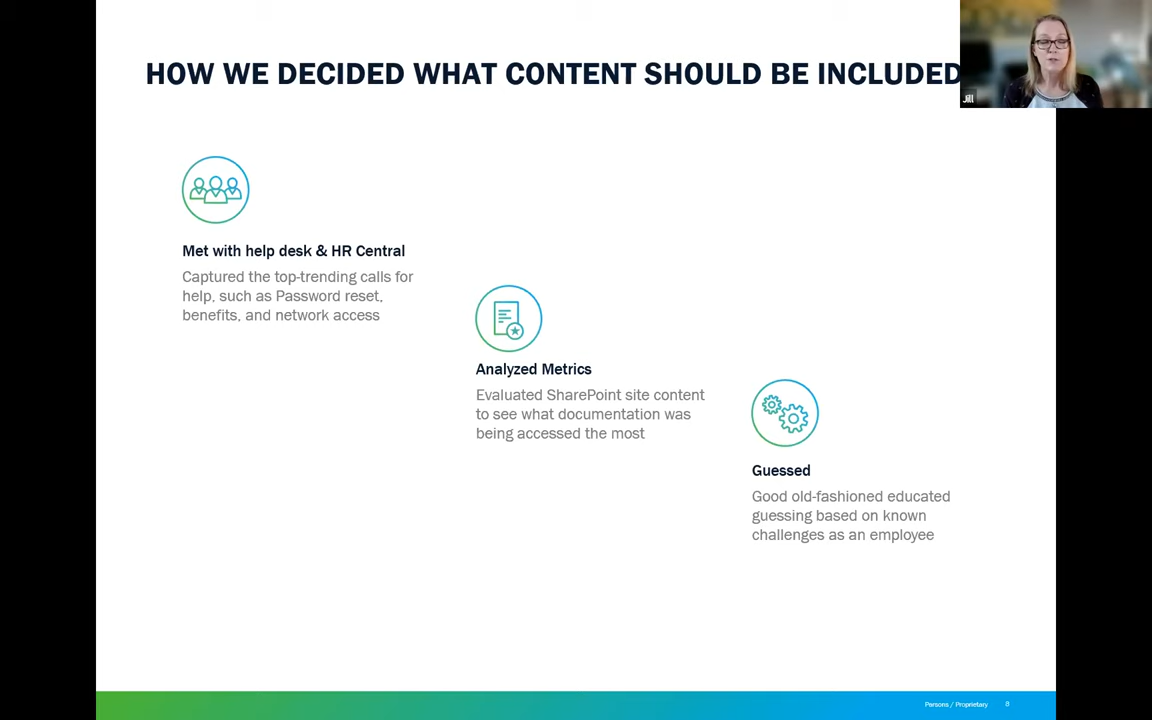 HOW WE DECIDED WHAT CONTENT SHOULD BE INCLUDED
Jill
Met with help desk & HR Central
Captured the top-trending calls for
help, such as Password reset,
benefits, and network access
Analyzed Metrics
Evaluated SharePoint site content
to see what documentation was
being accessed the most
Guessed
Good old-fashioned educated
guessing based on known
challenges as an employee
Persons / Proprietary 8